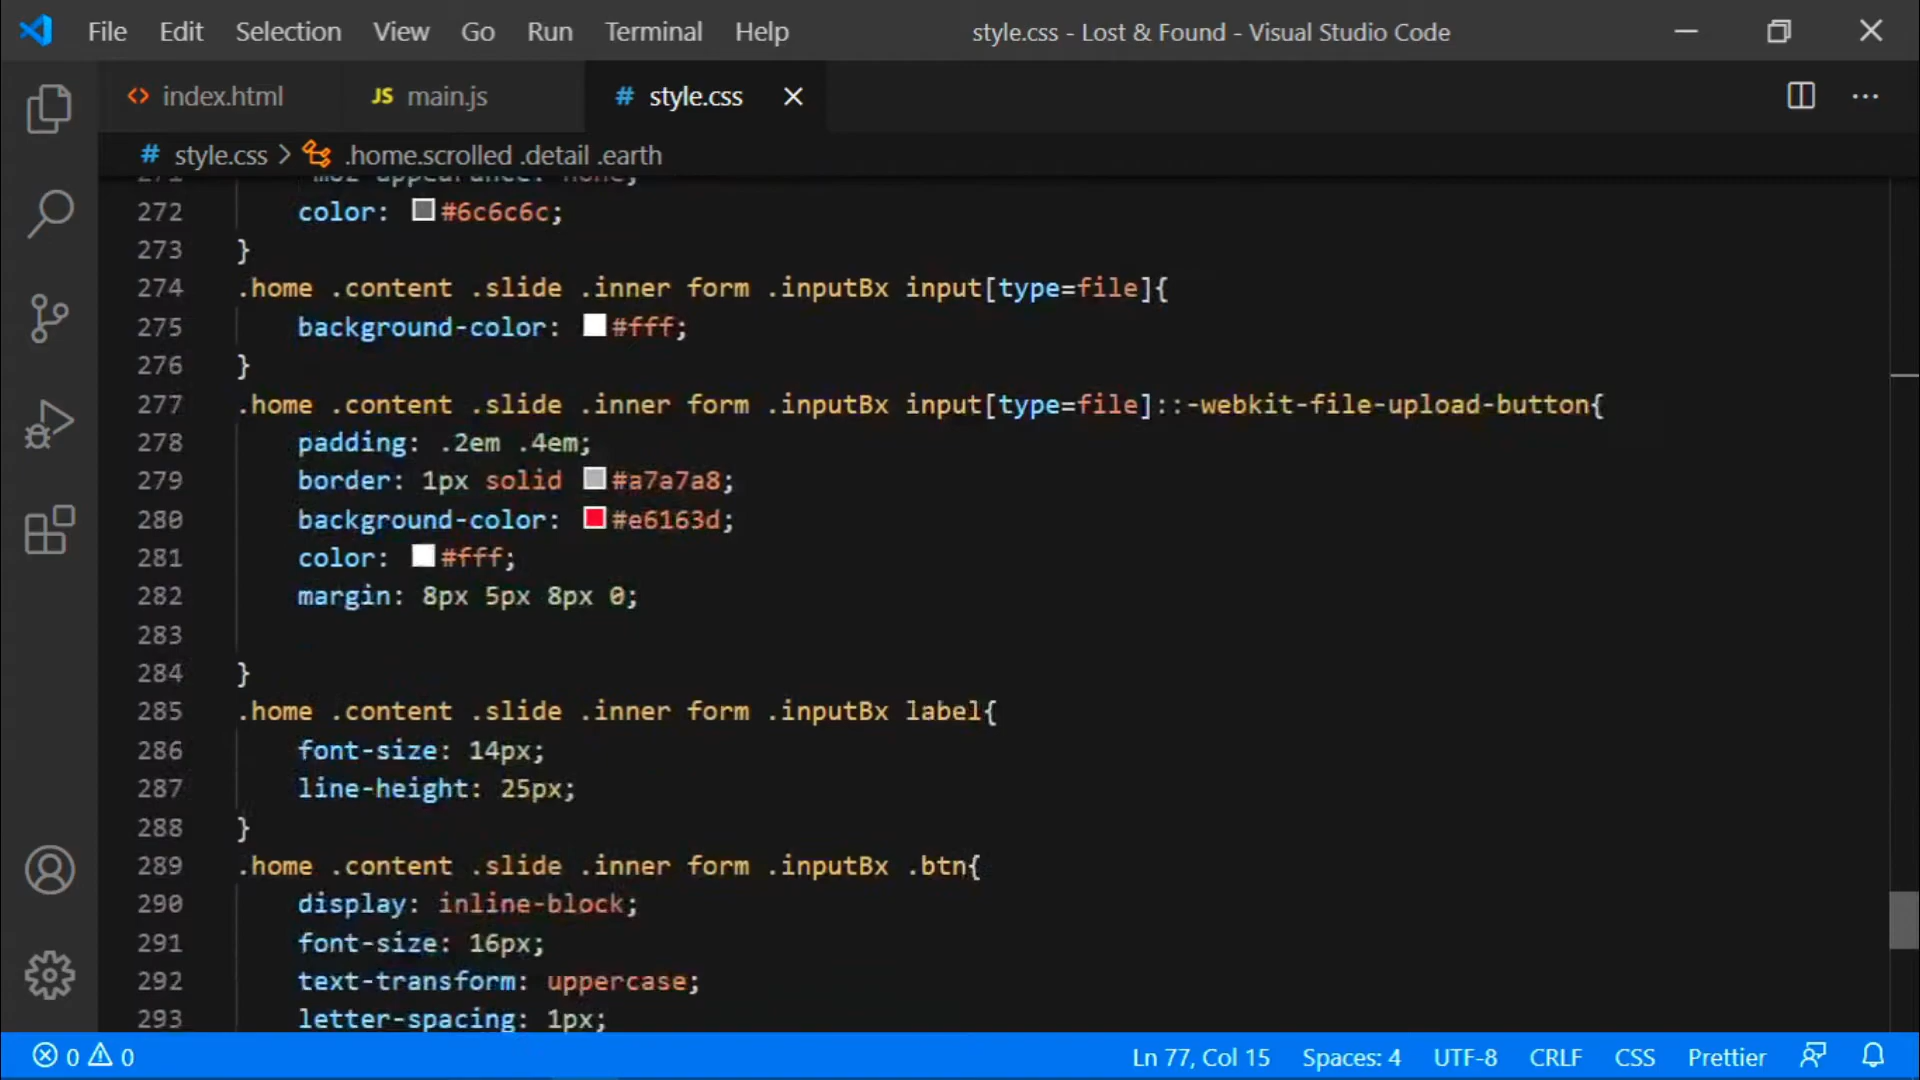 File Edit Selection View Go Run Terminal Help style.css - Lost & Found - Visual Studio Code
index.html JS main.js # style.css
# style.css > .home.scrolled .detail .earth
271 -moz-appearance: none;
272 color: #6c6c6c;
273 }
274 .home .content .slide .inner form .inputBx input[type=file]{
275 background-color: #fff;
276 }
277 .home .content .slide .inner form .inputBx input[type=file]::-webkit-file-upload-button{
278 padding: .2em .4em;
279 border: 1px solid #a7a7a8;
280 background-color: #e6163d;
281 color: #fff;
282 margin: 8px 5px 8px 0;
283
284 }
285 .home .content .slide .inner form .inputBx label{
286 font-size: 14px;
287 line-height: 25px;
288 }
289 .home .content .slide .inner form .inputBx .btn{
290 display: inline-block;
291 font-size: 16px;
292 text-transform: uppercase;
293 letter-spacing: 1px;
0 0 Ln 77, Col 15 Spaces: 4 UTF-8 CRLF CSS Prettier